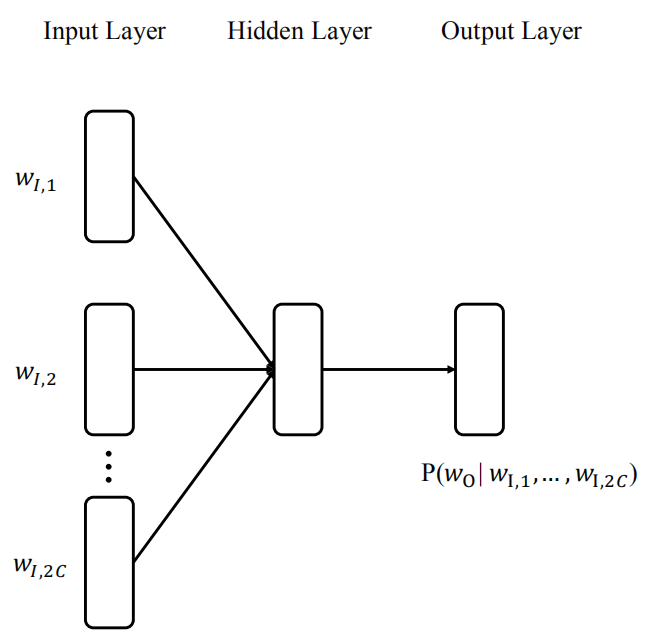 Input Layer Hidden Layer Output Layer
w_{I,1}
w_{I,2}
⋮
w_{I,2C}
P(w_O| w_{I,1},…,w_{I,2C})